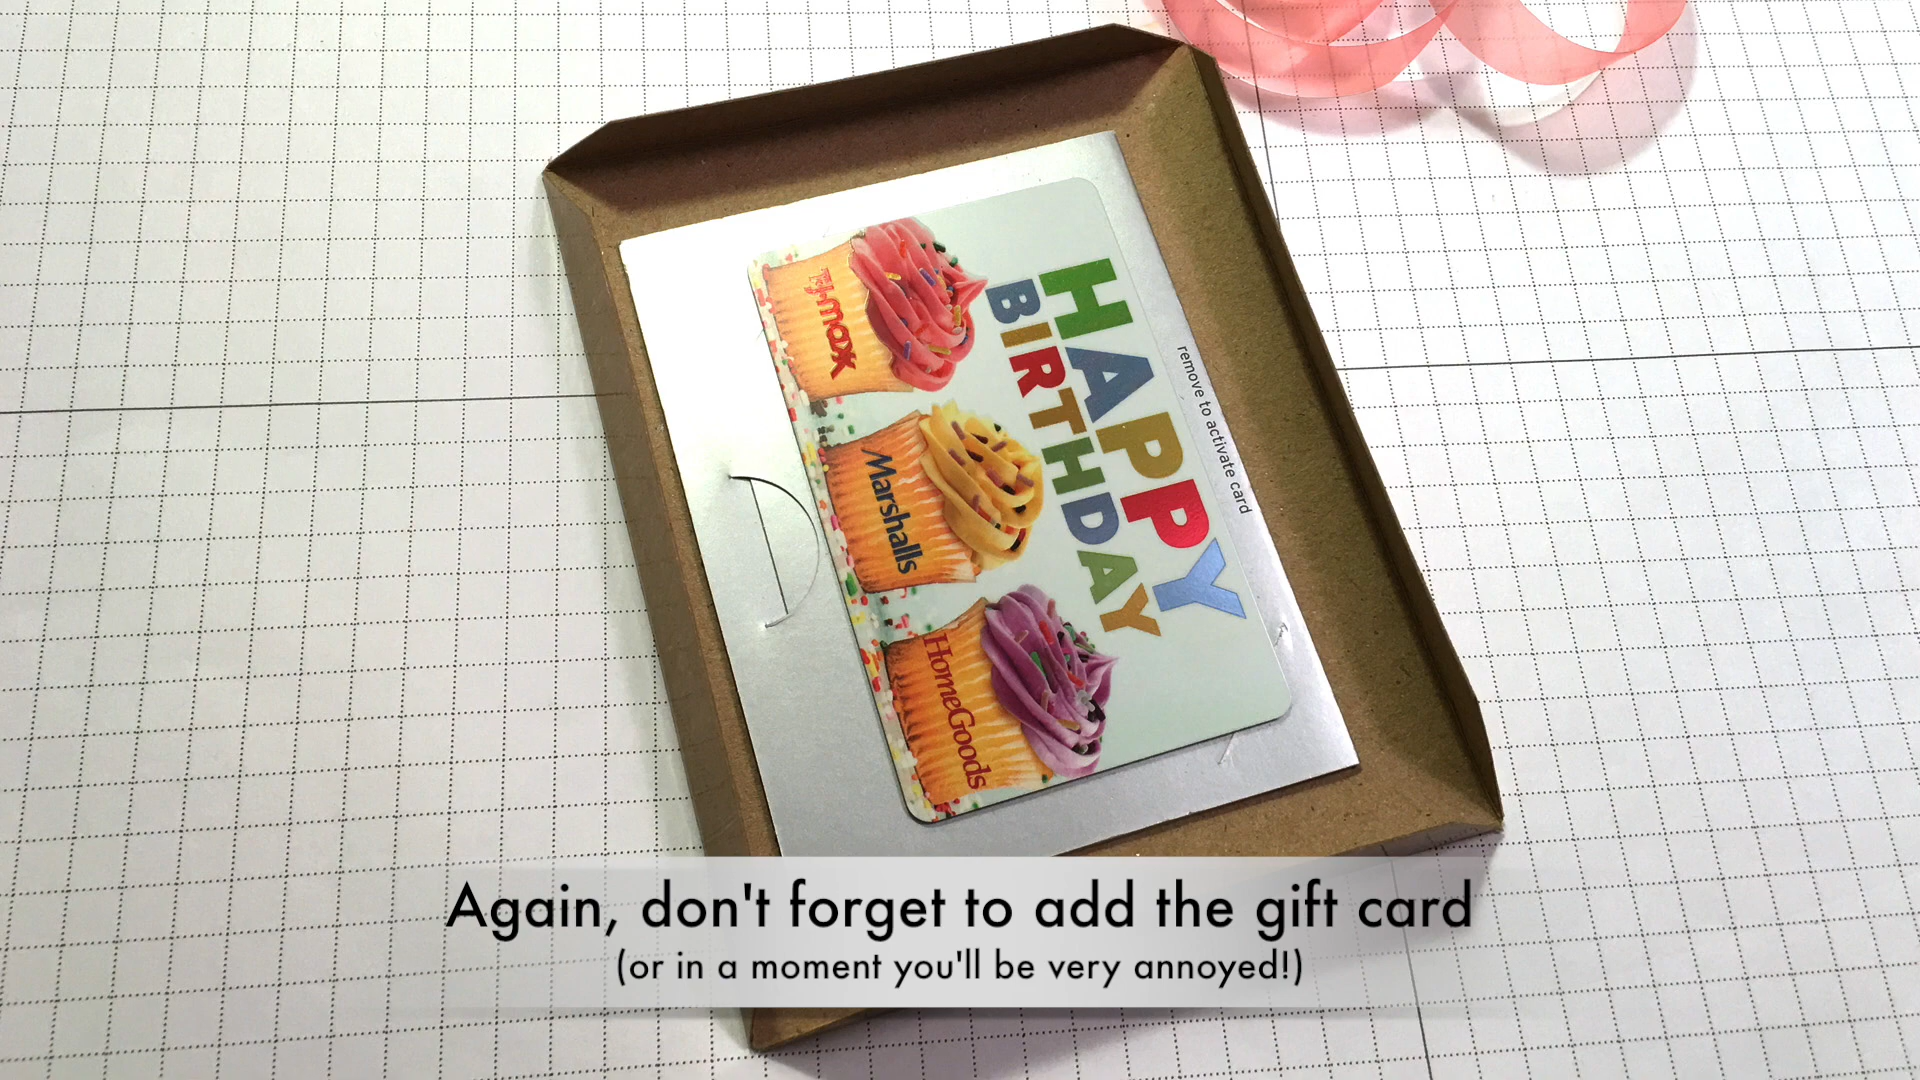 HAPPY
BIRTHDAY
remove to activate card
T·J·maxx
Marshalls
HomeGoods
Again, don't forget to add the gift card
(or in a moment you'll be very annoyed!)